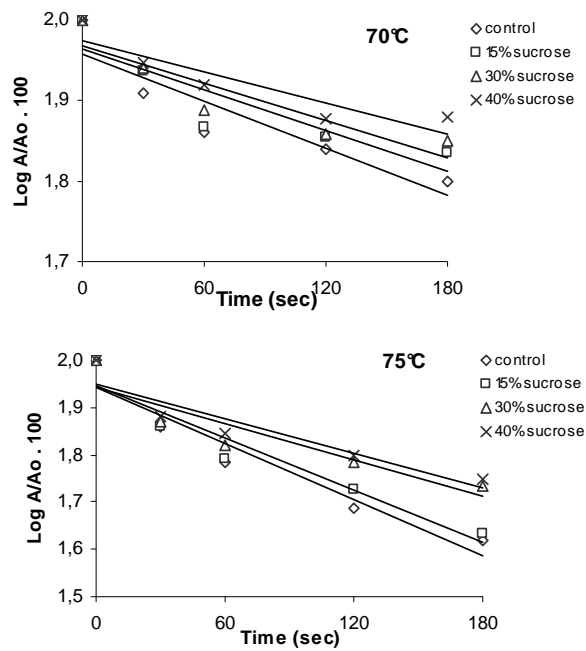 70°C
control
15% sucrose
30% sucrose
40% sucrose
Log A/Ao . 100
2,0
1,9
1,8
1,7
0
60
120
180
Time (sec)
75°C
control
15% sucrose
30% sucrose
40% sucrose
Log A/Ao . 100
2,0
1,9
1,8
1,7
1,6
1,5
0
60
120
180
Time (sec)